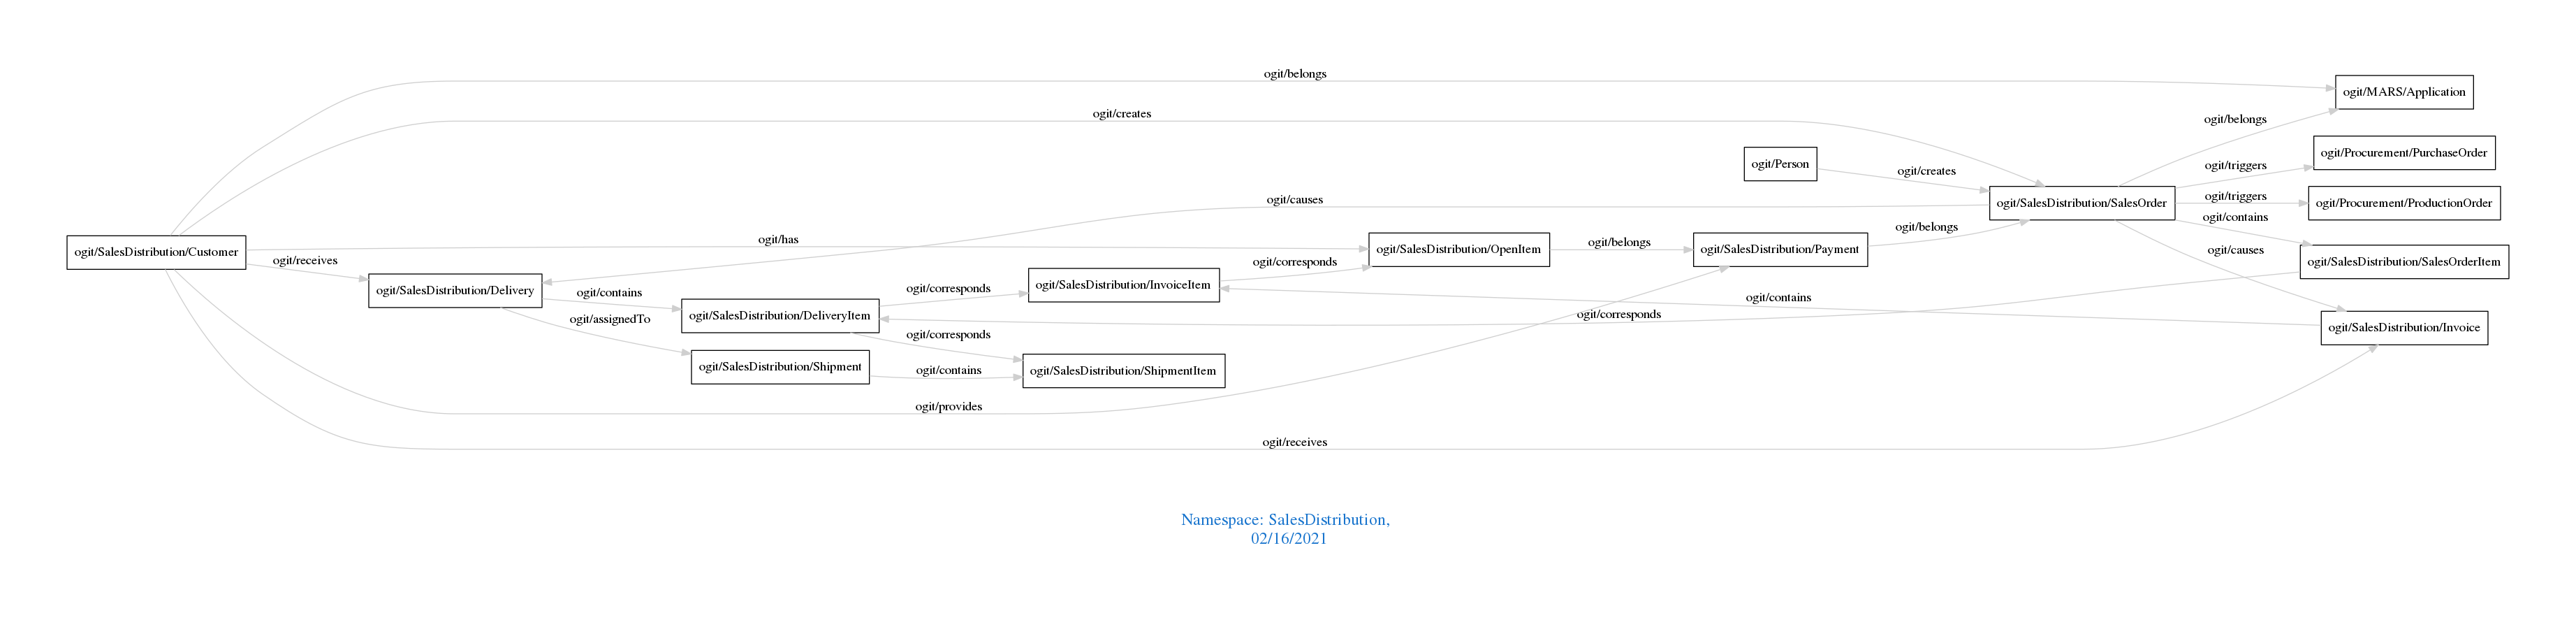 ogit/belongs
ogit/MARS/Application
ogit/creates
ogit/belongs
ogit/Procurement/PurchaseOrder
ogit/Person
ogit/triggers
ogit/creates
ogit/triggers
ogit/causes
ogit/SalesDistribution/SalesOrder
ogit/Procurement/ProductionOrder
ogit/contains
ogit/belongs
ogit/has
ogit/belongs
ogit/SalesDistribution/Customer
ogit/SalesDistribution/OpenItem
ogit/SalesDistribution/Payment
ogit/causes
ogit/receives
ogit/corresponds
ogit/SalesDistribution/SalesOrderItem
ogit/SalesDistribution/Delivery
ogit/contains
ogit/corresponds
ogit/SalesDistribution/InvoiceItem
ogit/contains
ogit/assignedTo
ogit/SalesDistribution/DeliveryItem
ogit/corresponds
ogit/SalesDistribution/Invoice
ogit/corresponds
ogit/SalesDistribution/Shipment
ogit/contains
ogit/SalesDistribution/ShipmentItem
ogit/provides
ogit/receives
Namespace: SalesDistribution,
02/16/2021